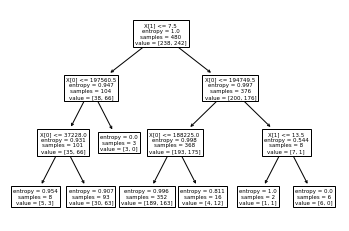 X[1] <= 7.5
entropy = 1.0
samples = 480
value = [238, 242]
X[0] <= 197560.5
entropy = 0.947
samples = 104
value = [38, 66]
X[0] <= 194749.5
entropy = 0.997
samples = 376
value = [200, 176]
X[0] <= 37228.0
entropy = 0.931
samples = 101
value = [35, 66]
entropy = 0.0
samples = 3
value = [3, 0]
X[0] <= 188225.0
entropy = 0.998
samples = 368
value = [193, 175]
X[1] <= 13.5
entropy = 0.544
samples = 8
value = [7, 1]
entropy = 0.954
samples = 8
value = [5, 3]
entropy = 0.907
samples = 93
value = [30, 63]
entropy = 0.996
samples = 352
value = [189, 163]
entropy = 0.811
samples = 16
value = [4, 12]
entropy = 1.0
samples = 2
value = [1, 1]
entropy = 0.0
samples = 6
value = [6, 0]